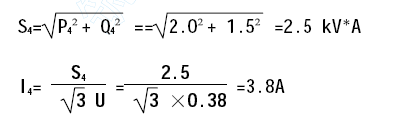 S₄=√P₄²+ Q₄² ==√2.0²+ 1.5² =2.5 kV*A
I₄= S₄/√3 U = 2.5/√3 ×0.38 =3.8A